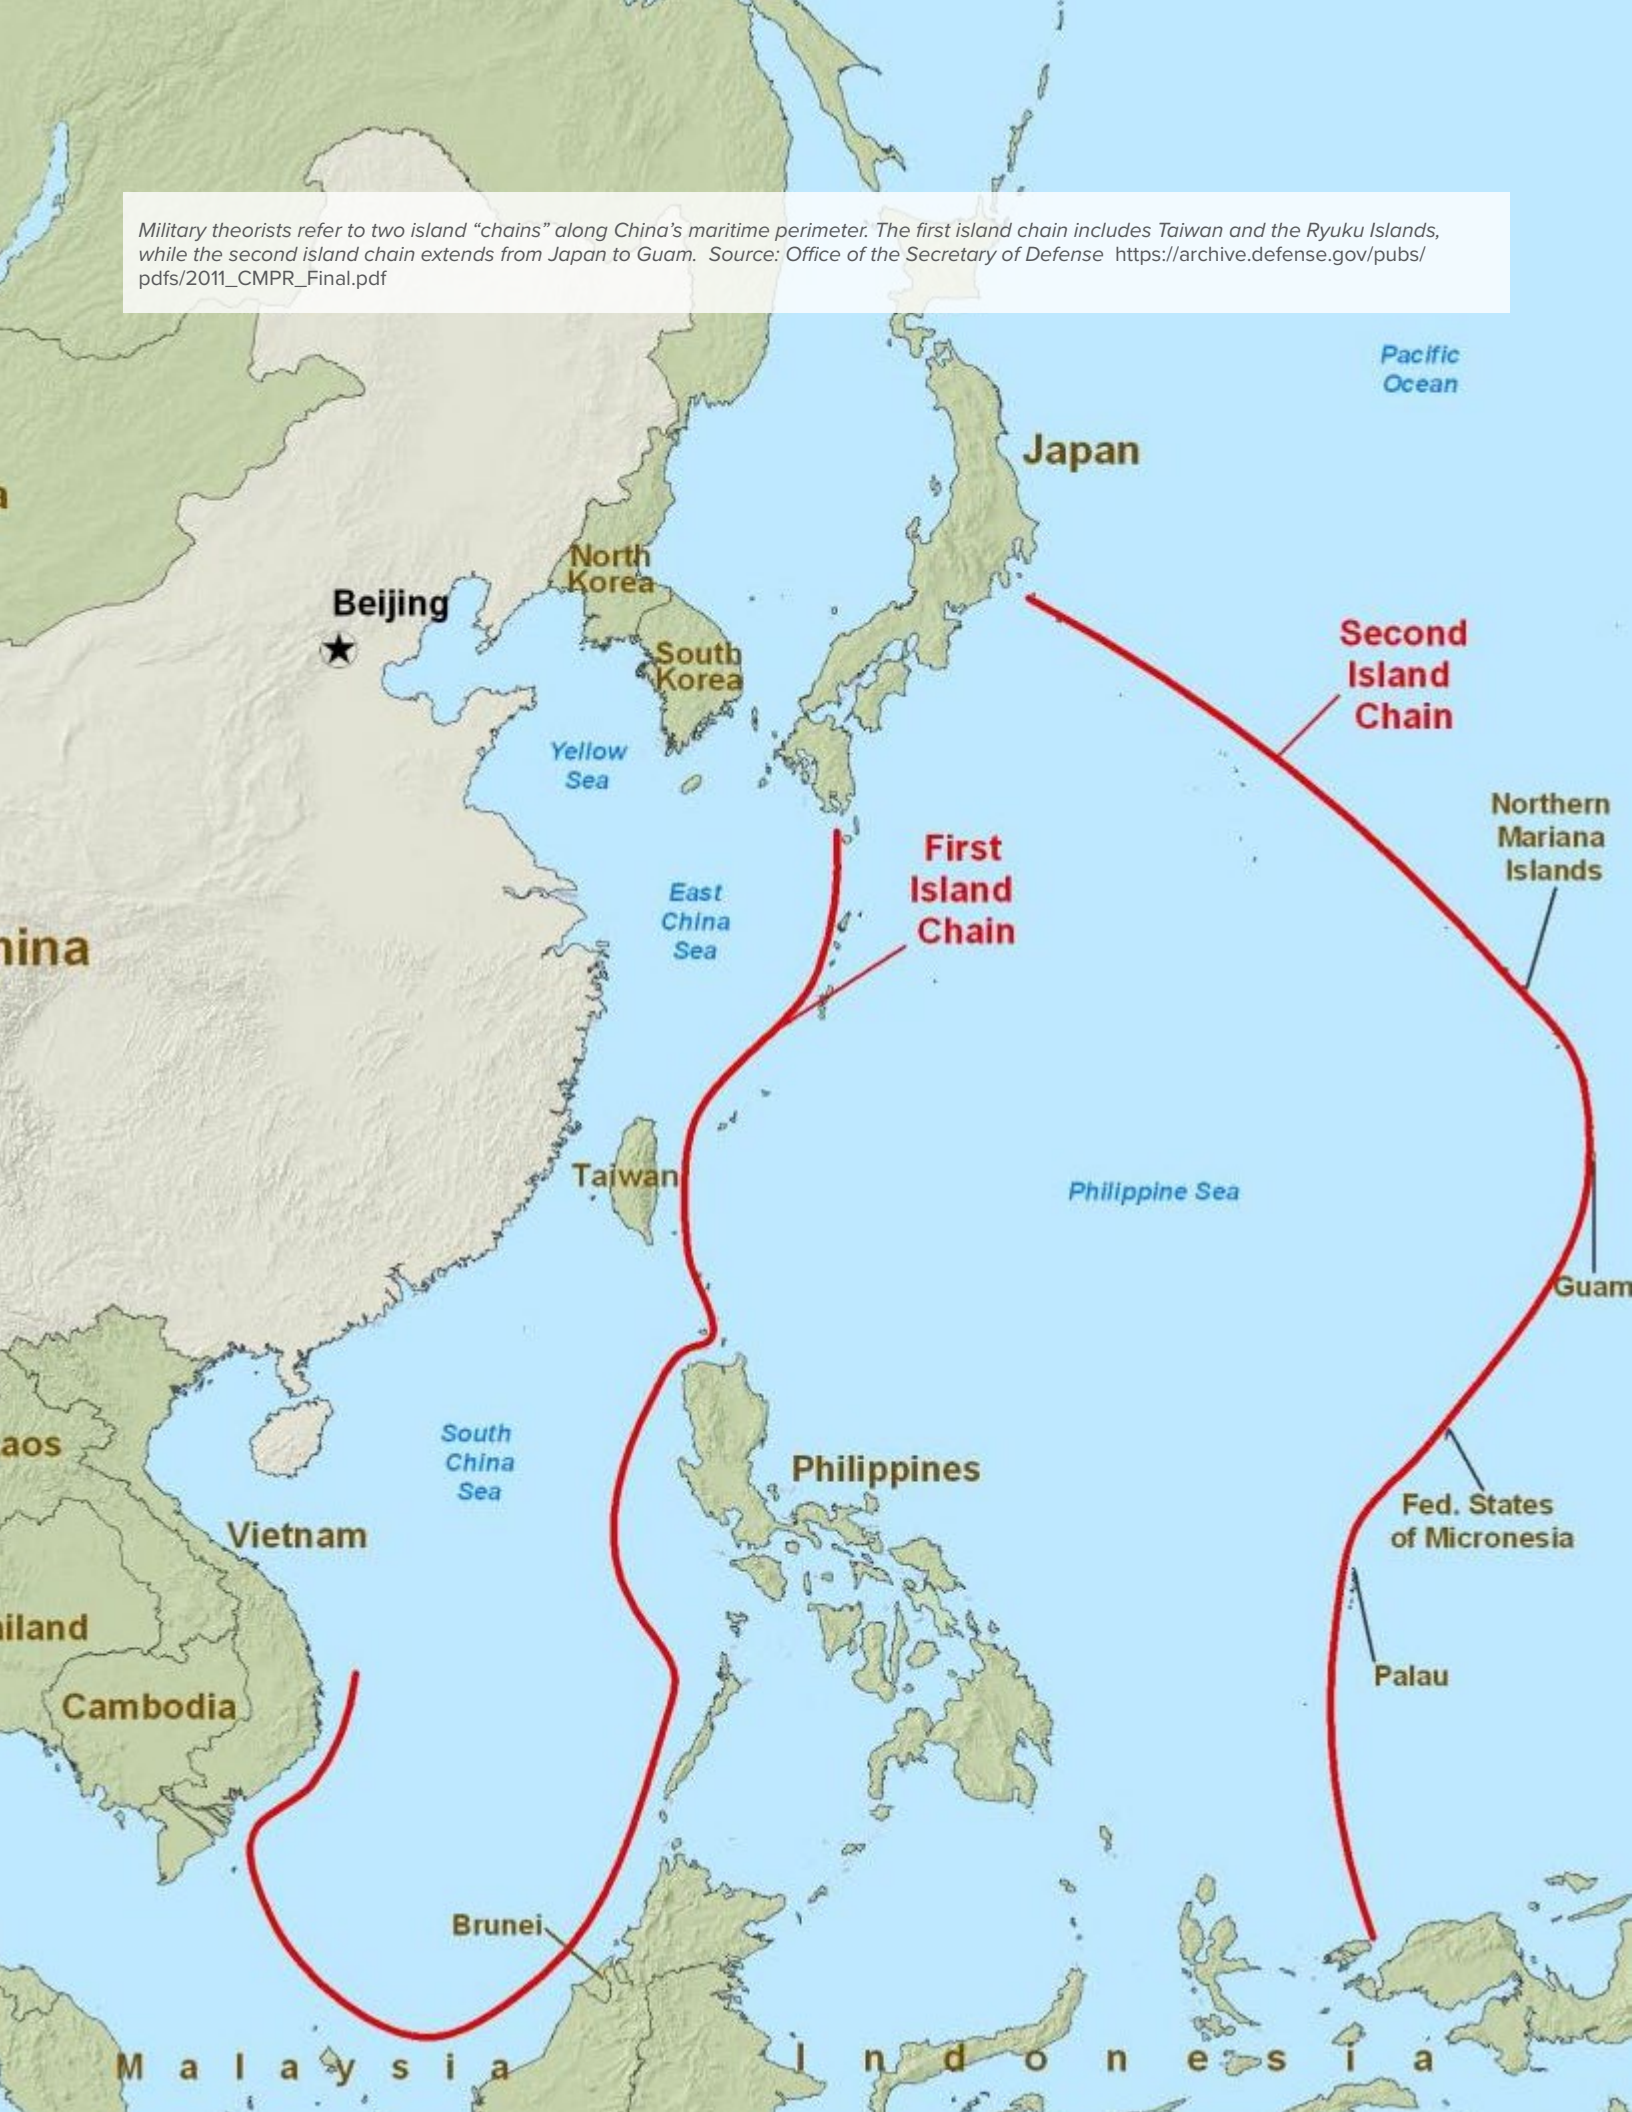 Military theorists refer to two island “chains” along China’s maritime perimeter. The first island chain includes Taiwan and the Ryuku Islands,
while the second island chain extends from Japan to Guam.  Source: Office of the Secretary of Defense  https://archive.defense.gov/pubs/
pdfs/2011_CMPR_Final.pdf
Pacific
Ocean
Japan
a
North
Korea
Beijing
South
Korea
Second
Island
Chain
Yellow
Sea
Northern
Mariana
Islands
First
Island
Chain
East
China
Sea
hina
Taiwan
Philippine Sea
Guam
South
China
Sea
aos
Philippines
Fed. States
of Micronesia
Vietnam
iland
Palau
Cambodia
Brunei
Malaysia
Indonesia